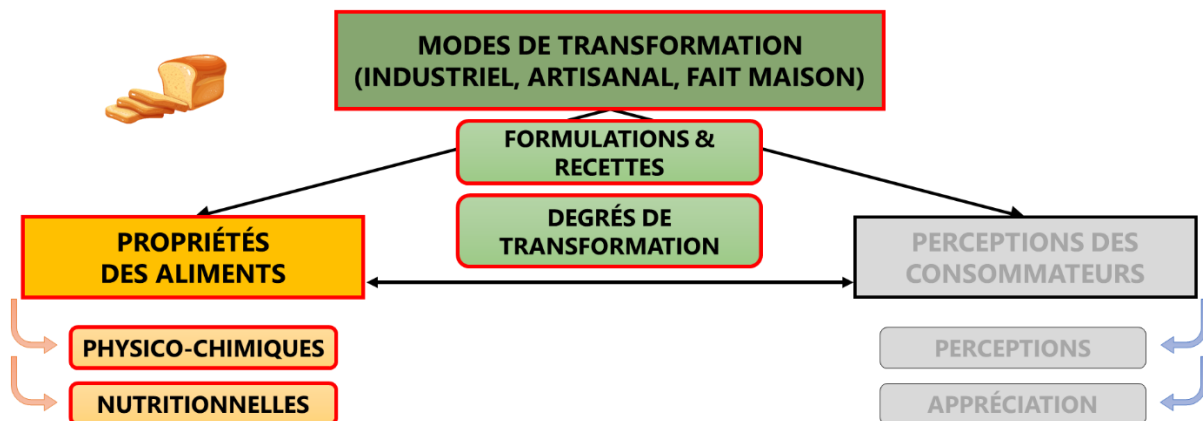 MODES DE TRANSFORMATION
(INDUSTRIEL, ARTISANAL, FAIT MAISON)
FORMULATIONS &
RECETTES
DEGRÉS DE
TRANSFORMATION
PROPRIÉTÉS
DES ALIMENTS
PERCEPTIONS DES
CONSOMMATEURS
PHYSICO-CHIMIQUES
PERCEPTIONS
NUTRITIONNELLES
APPRÉCIATION